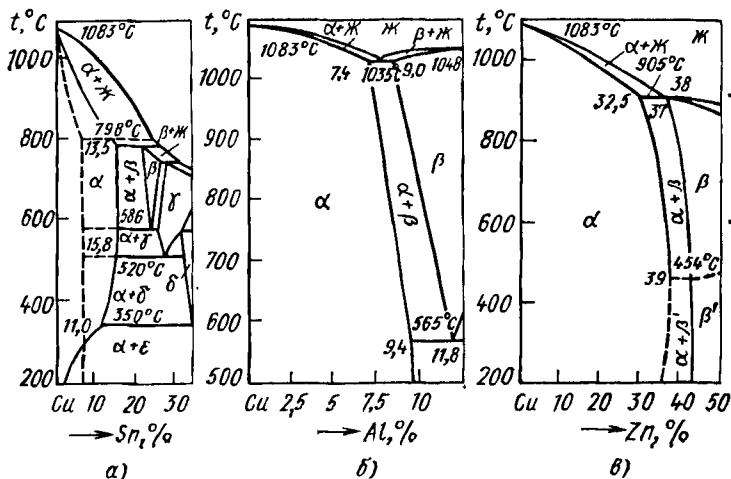 t,°C
1083°C
1000
α+Ж
800
798°C
13,5
β+Ж
α
α+β
β
γ
600
586
15,8
α+γ
520°C
δ
400
α+δ
350°C
11,0
α+ε
200
Cu 10 20 30
→Sn,%
а)
t,°C
α+Ж
Ж
β+Ж
1083°C
1048
1000
7,4
1035°C
9,0
900
800
α
α+β
β
700
600
565°C
9,4
11,8
500
Cu 2,5 5 7,5 10
→Al,%
б)
t,°C
1083°C
Ж
1000
α+Ж
905°C
38
32,5
37
800
α
α+β
β
600
454°C
39
400
α+β'
β'
200
Cu 10 20 30 40 50
→Zn,%
в)